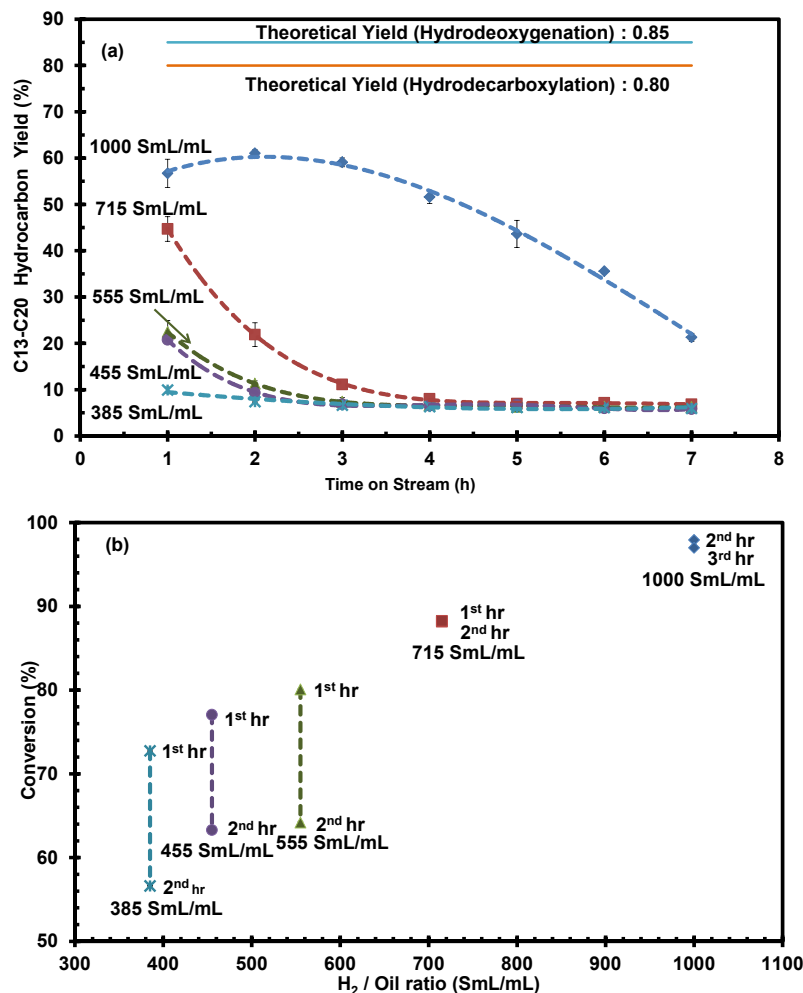 90
80
70
60
50
40
30
20
10
0
C13-C20 Hydrocarbon Yield (%)
(a)
Theoretical Yield (Hydrodeoxygenation) : 0.85
Theoretical Yield (Hydrodecarboxylation) : 0.80
1000 SmL/mL
715 SmL/mL
555 SmL/mL
455 SmL/mL
385 SmL/mL
0 1 2 3 4 5 6 7 8
Time on Stream (h)
100
90
80
70
60
50
Conversion (%)
(b)
2nd hr
3rd hr
1000 SmL/mL
1st hr
2nd hr
715 SmL/mL
1st hr
2nd hr
555 SmL/mL
1st hr
2nd hr
455 SmL/mL
1st hr
2nd hr
385 SmL/mL
300 400 500 600 700 800 900 1000 1100
H2 / Oil ratio (SmL/mL)